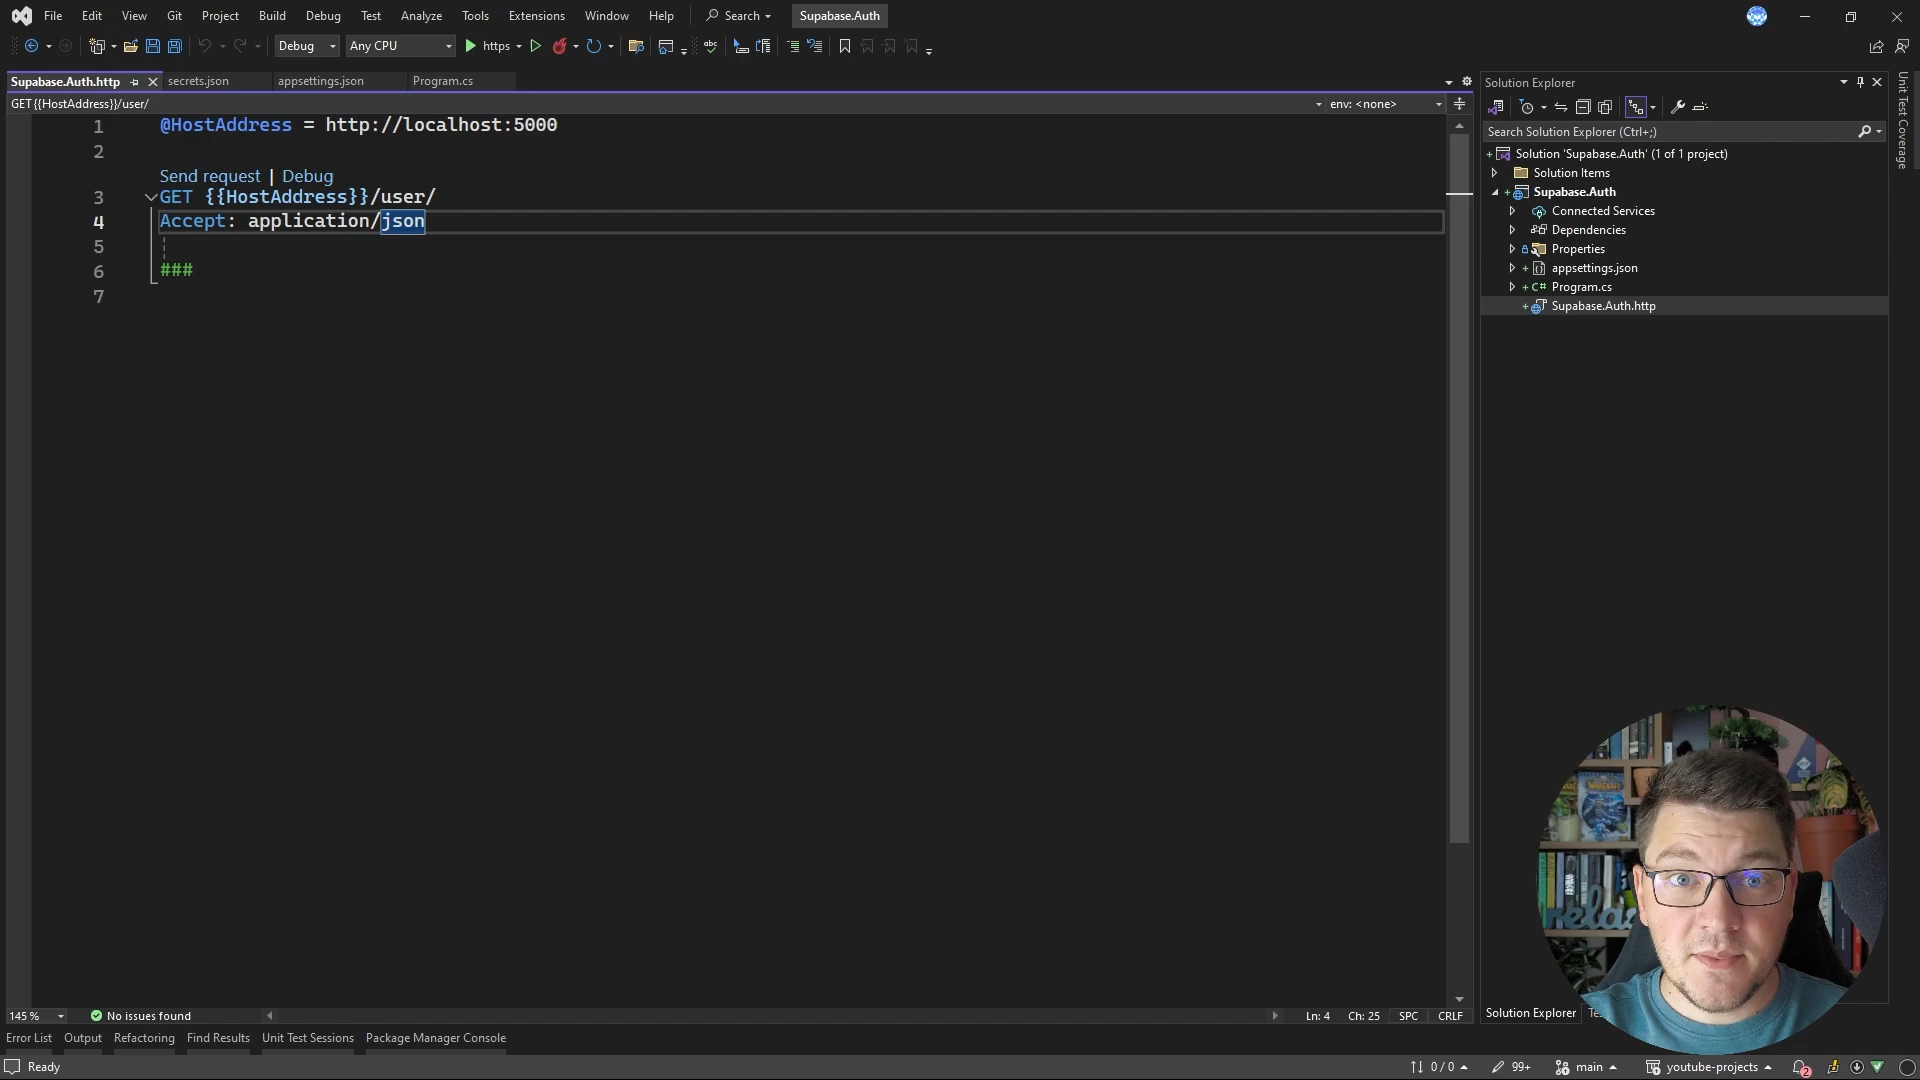 File Edit View Git Project Build Debug Test Analyze Tools Extensions Window Help Search Supabase.Auth
Debug Any CPU https
Supabase.Auth.http secrets.json appsettings.json Program.cs
GET {{HostAddress}}/user/ env: <none>
1 @HostAddress = http://localhost:5000
2
Send request | Debug
3 GET {{HostAddress}}/user/
4 Accept: application/json
5
6 ###
7
Solution Explorer
Search Solution Explorer (Ctrl+;)
Solution 'Supabase.Auth' (1 of 1 project)
Solution Items
Supabase.Auth
Connected Services
Dependencies
Properties
appsettings.json
C# Program.cs
Supabase.Auth.http
Unit Test Coverage
relax
145 % No issues found Ln: 4 Ch: 25 SPC CRLF
Solution Explorer
Error List Output Refactoring Find Results Unit Test Sessions Package Manager Console
Ready 0 / 0 99+ main youtube-projects 2